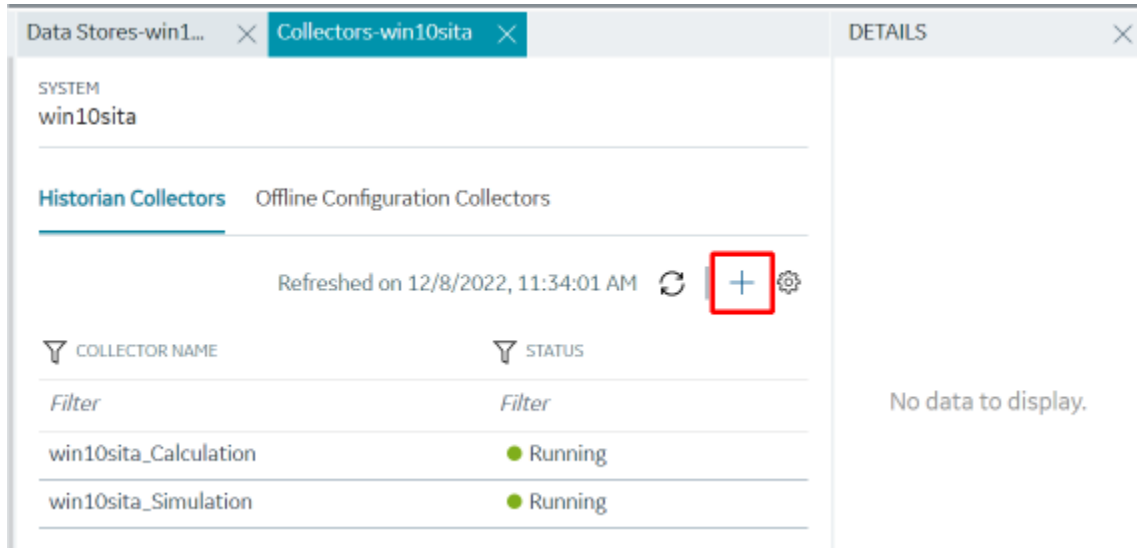 Data Stores-win1...
Collectors-win10sita
DETAILS
SYSTEM
win10sita
Historian Collectors
Offline Configuration Collectors
Refreshed on 12/8/2022, 11:34:01 AM
COLLECTOR NAME
STATUS
Filter
Filter
No data to display.
win10sita_Calculation
Running
win10sita_Simulation
Running